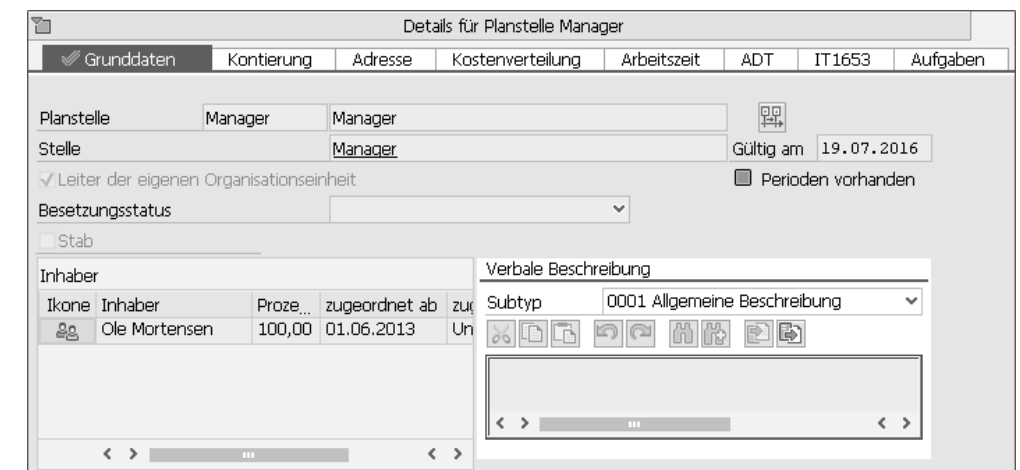 Details für Planstelle Manager
Grunddaten Kontierung Adresse Kostenverteilung Arbeitszeit ADT IT1653 Aufgaben
Planstelle Manager Manager
Stelle Manager Gültig am 19.07.2016
Leiter der eigenen Organisationseinheit Perioden vorhanden
Besetzungsstatus
Stab
Inhaber
Ikone Inhaber Proze... zugeordnet ab
Ole Mortensen 100,00 01.06.2013 Un
Verbale Beschreibung
Subtyp 0001 Allgemeine Beschreibung